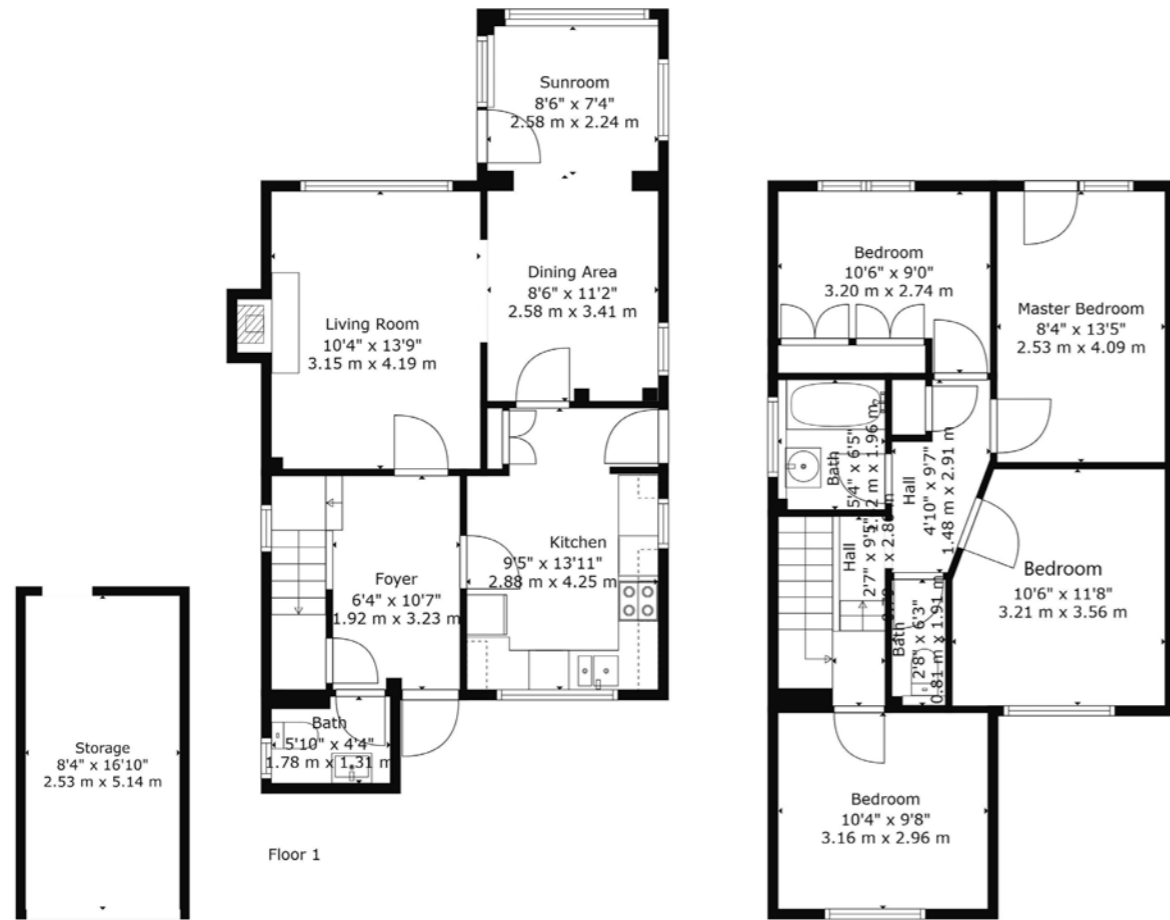 Sunroom
8'6" x 7'4"
2.58 m x 2.24 m
Living Room
10'4" x 13'9"
3.15 m x 4.19 m
Dining Area
8'6" x 11'2"
2.58 m x 3.41 m
Kitchen
9'5" x 13'11"
2.88 m x 4.25 m
Foyer
6'4" x 10'7"
1.92 m x 3.23 m
Bath
5'10" x 4'4"
1.78 m x 1.31 m
Storage
8'4" x 16'10"
2.53 m x 5.14 m
Floor 1
Bedroom
10'6" x 9'0"
3.20 m x 2.74 m
Master Bedroom
8'4" x 13'5"
2.53 m x 4.09 m
Bath
5'4" x 6'5"
m x 1.96 m
Hall
4'10" x 9'7"
1.48 m x 2.91 m
Hall
2'7" x 9'5"
Bath
2'8" x 6'3"
0.81 m x 1.91 m
Bedroom
10'6" x 11'8"
3.21 m x 3.56 m
Bedroom
10'4" x 9'8"
3.16 m x 2.96 m